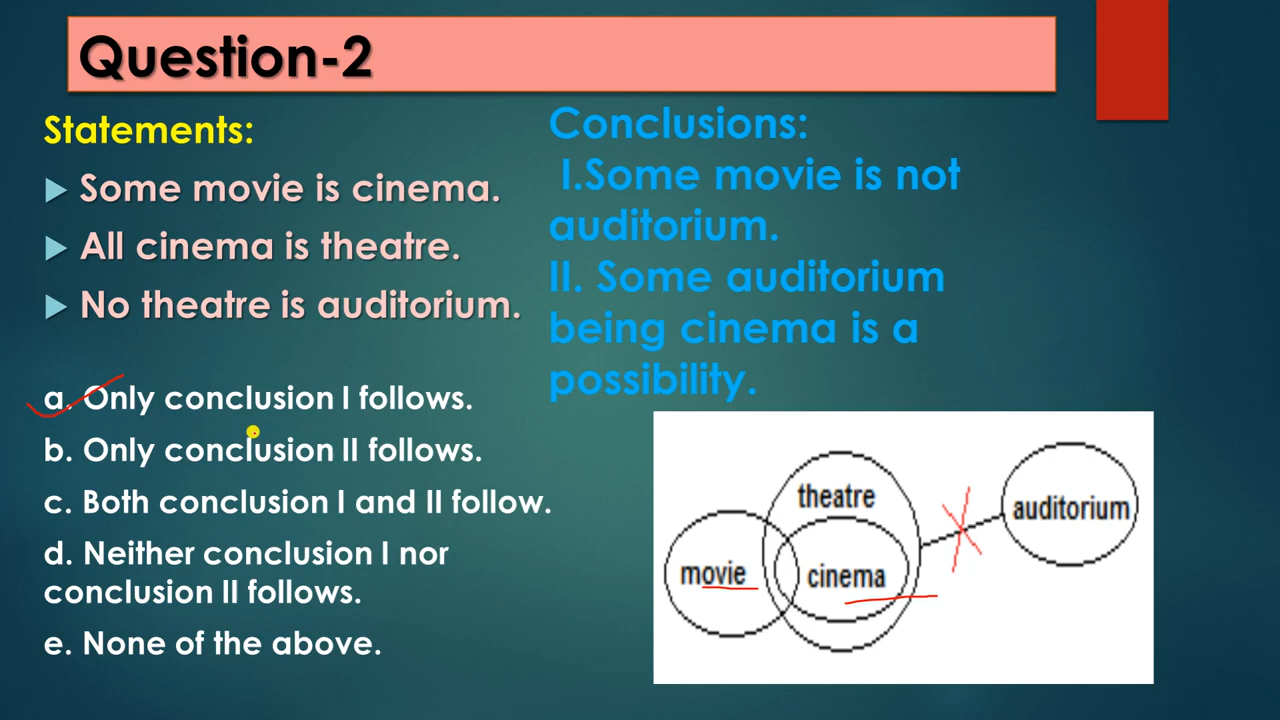 Question-2
Statements:
Some movie is cinema.
All cinema is theatre.
No theatre is auditorium.
Conclusions:
I.Some movie is not
auditorium.
II. Some auditorium
being cinema is a
possibility.
a. Only conclusion I follows.
b. Only conclusion II follows.
c. Both conclusion I and II follow.
d. Neither conclusion I nor
conclusion II follows.
e. None of the above.
theatre
auditorium
movie
cinema